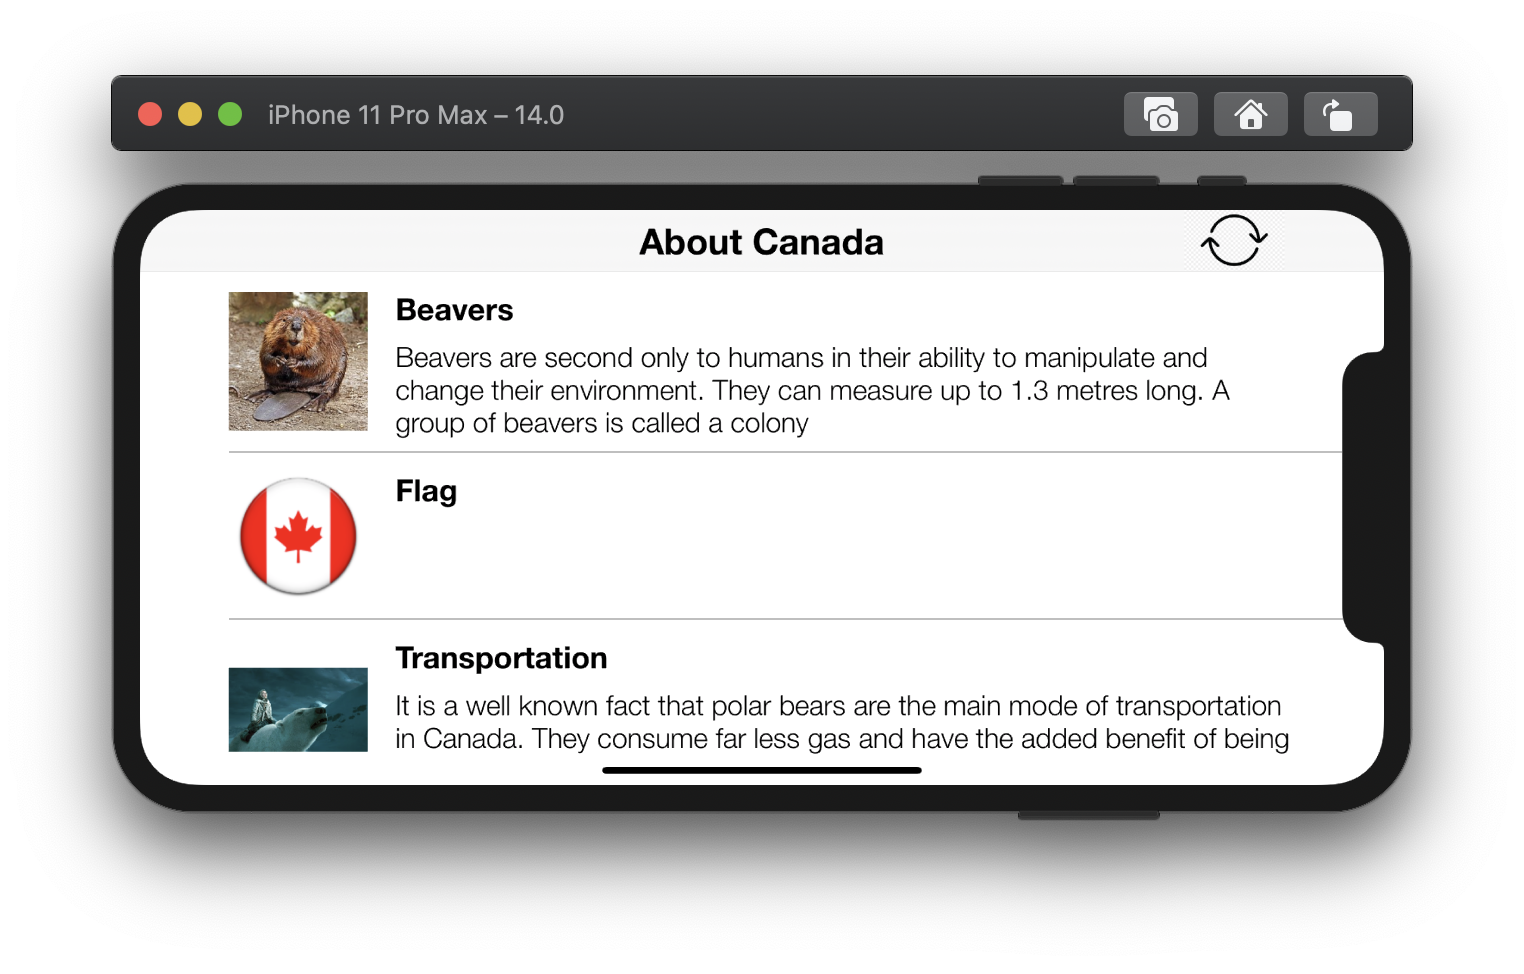 iPhone 11 Pro Max – 14.0
About Canada
Beavers
Beavers are second only to humans in their ability to manipulate and
change their environment. They can measure up to 1.3 metres long. A
group of beavers is called a colony
Flag
Transportation
It is a well known fact that polar bears are the main mode of transportation
in Canada. They consume far less gas and have the added benefit of being